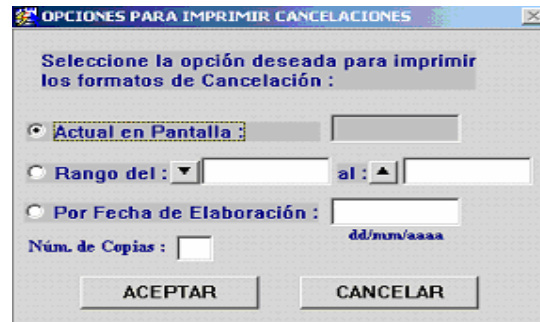 OPCIONES PARA IMPRIMIR CANCELACIONES
Seleccione la opción deseada para imprimir
los formatos de Cancelación :
Actual en Pantalla :
Rango del : al :
Por Fecha de Elaboración :
dd/mm/aaaa
Núm. de Copias :
ACEPTAR CANCELAR